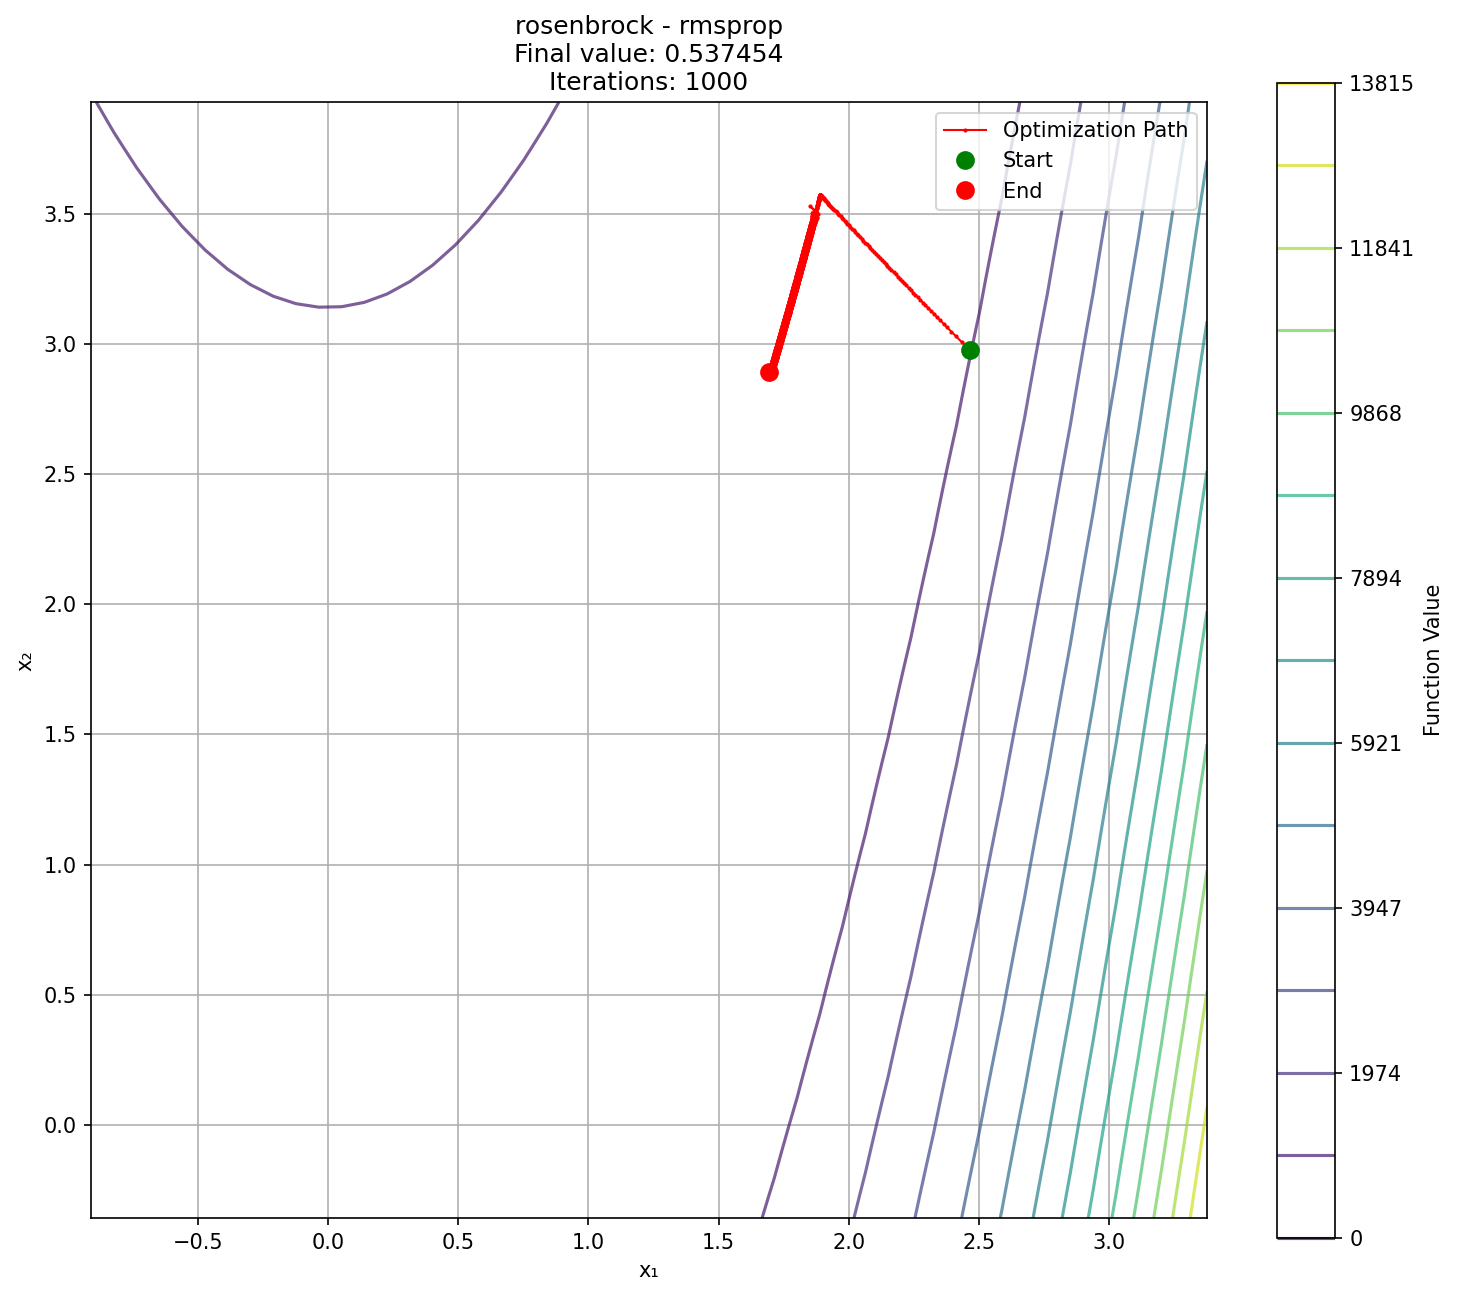 rosenbrock - rmsprop
Final value: 0.537454
Iterations: 1000
Optimization Path
Start
End
3.5
3.0
2.5
2.0
1.5
1.0
0.5
0.0
x₂
−0.5
0.0
0.5
1.0
1.5
2.0
2.5
3.0
x₁
13815
11841
9868
7894
5921
3947
1974
0
Function Value